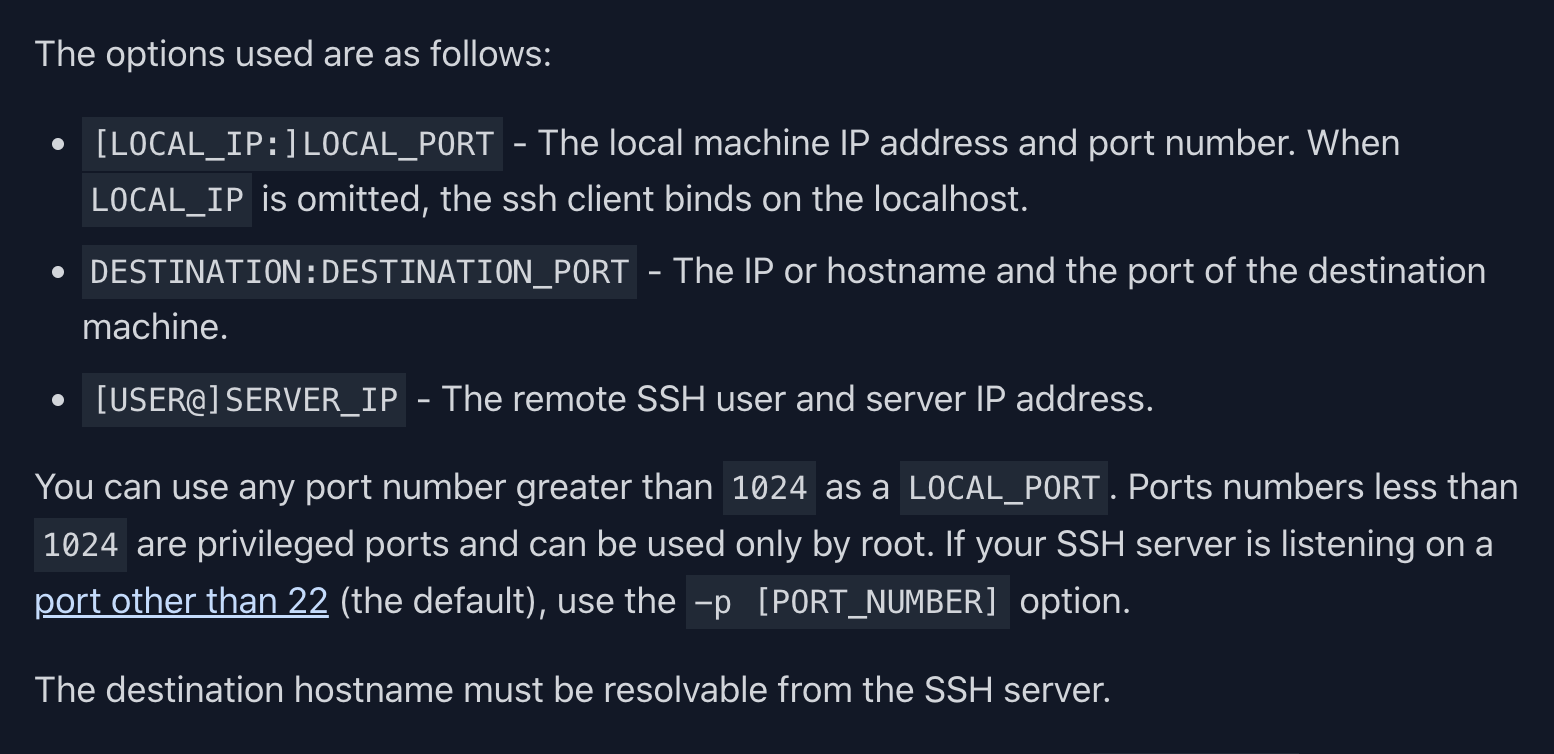 The options used are as follows:
• [LOCAL_IP:]LOCAL_PORT - The local machine IP address and port number. When
LOCAL_IP is omitted, the ssh client binds on the localhost.
• DESTINATION:DESTINATION_PORT - The IP or hostname and the port of the destination
machine.
• [USER@]SERVER_IP - The remote SSH user and server IP address.
You can use any port number greater than 1024 as a LOCAL_PORT. Ports numbers less than
1024 are privileged ports and can be used only by root. If your SSH server is listening on a
port other than 22 (the default), use the -p [PORT_NUMBER] option.
The destination hostname must be resolvable from the SSH server.